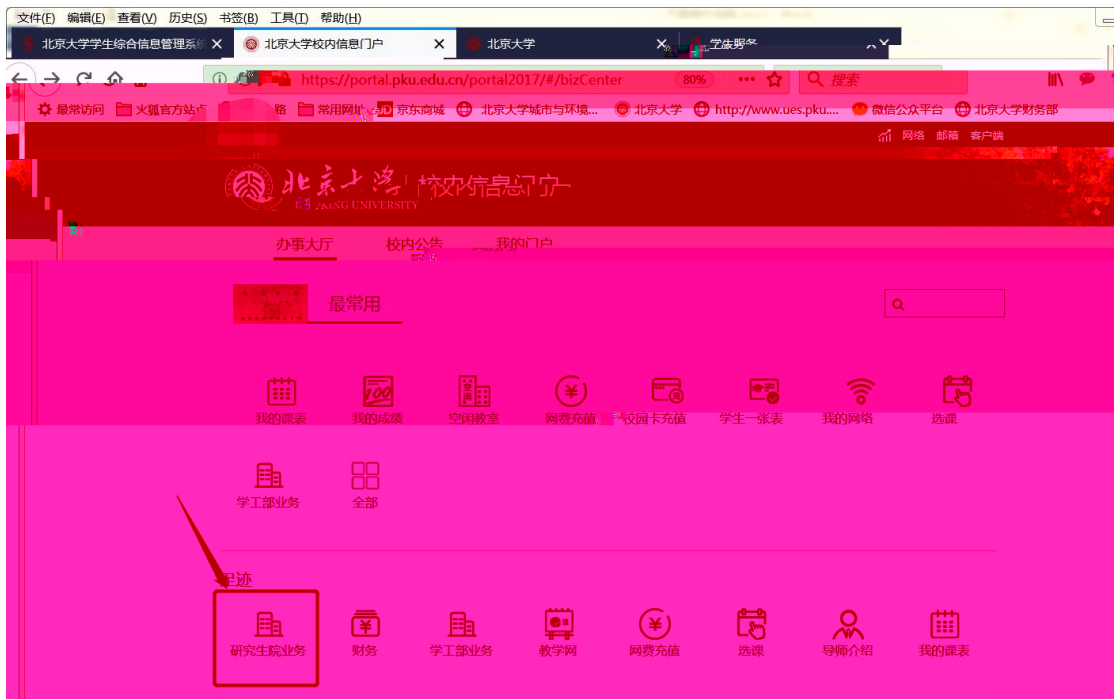 文件(F) 编辑(E) 查看(V) 历史(S) 书签(B) 工具(T) 帮助(H)
北京大学学生综合信息管理系统 北京大学校内信息门户 北京大学 学生服务
https://portal.pku.edu.cn/portal2017/#/bizCenter 80% 搜索
最常访问 火狐官方站点 常用网址 JD 京东商城 北京大学城市与环境... 北京大学 http://www.ues.pku.... 微信公众平台 北京大学财务部
网络 邮箱 客户端
北京大学 校内信息门户
PEKING UNIVERSITY
办事大厅 校内公告 我的门户
最常用
我的课表 我的成绩 空闲教室 网费充值 校园卡充值 学生一张表 我的网络 选课
学工部业务 全部
足迹
研究生院业务 财务 学工部业务 教学网 网费充值 选课 导师介绍 我的课表